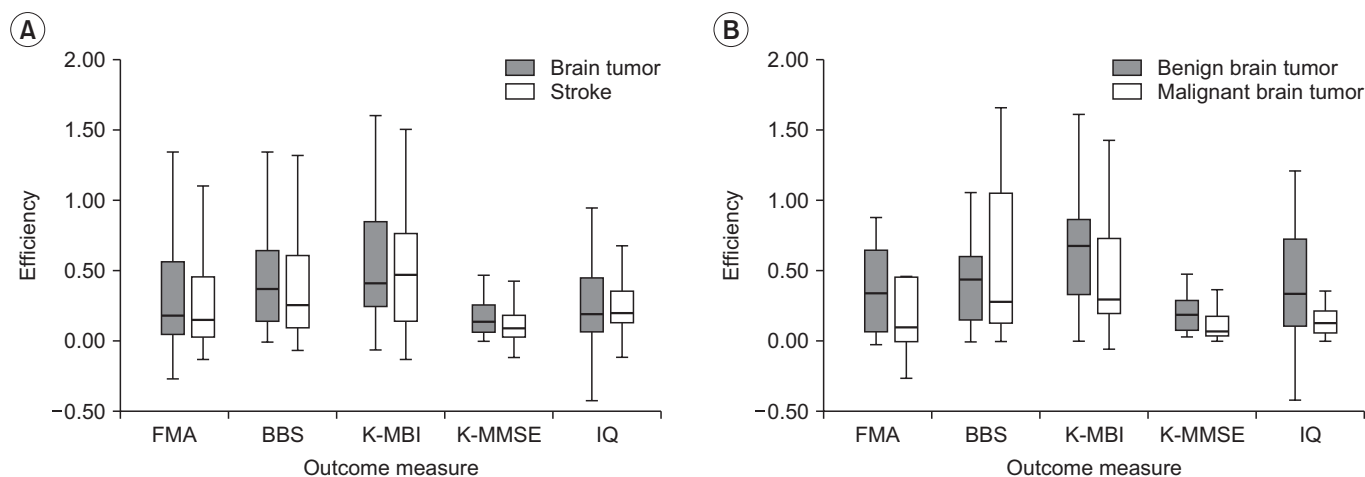 A
2.00
1.50
1.00
0.50
0.00
−0.50
Efficiency
Brain tumor
Stroke
FMA BBS K-MBI K-MMSE IQ
Outcome measure
B
2.00
1.50
1.00
0.50
0.00
−0.50
Efficiency
Benign brain tumor
Malignant brain tumor
FMA BBS K-MBI K-MMSE IQ
Outcome measure